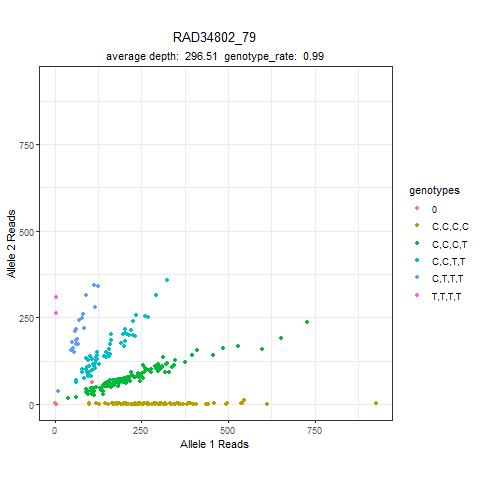 RAD34802_79
average depth:  296.51  genotype_rate:  0.99
750
500
250
0
Allele 2 Reads
0
250
500
750
Allele 1 Reads
genotypes
0
C,C,C,C
C,C,C,T
C,C,T,T
C,T,T,T
T,T,T,T